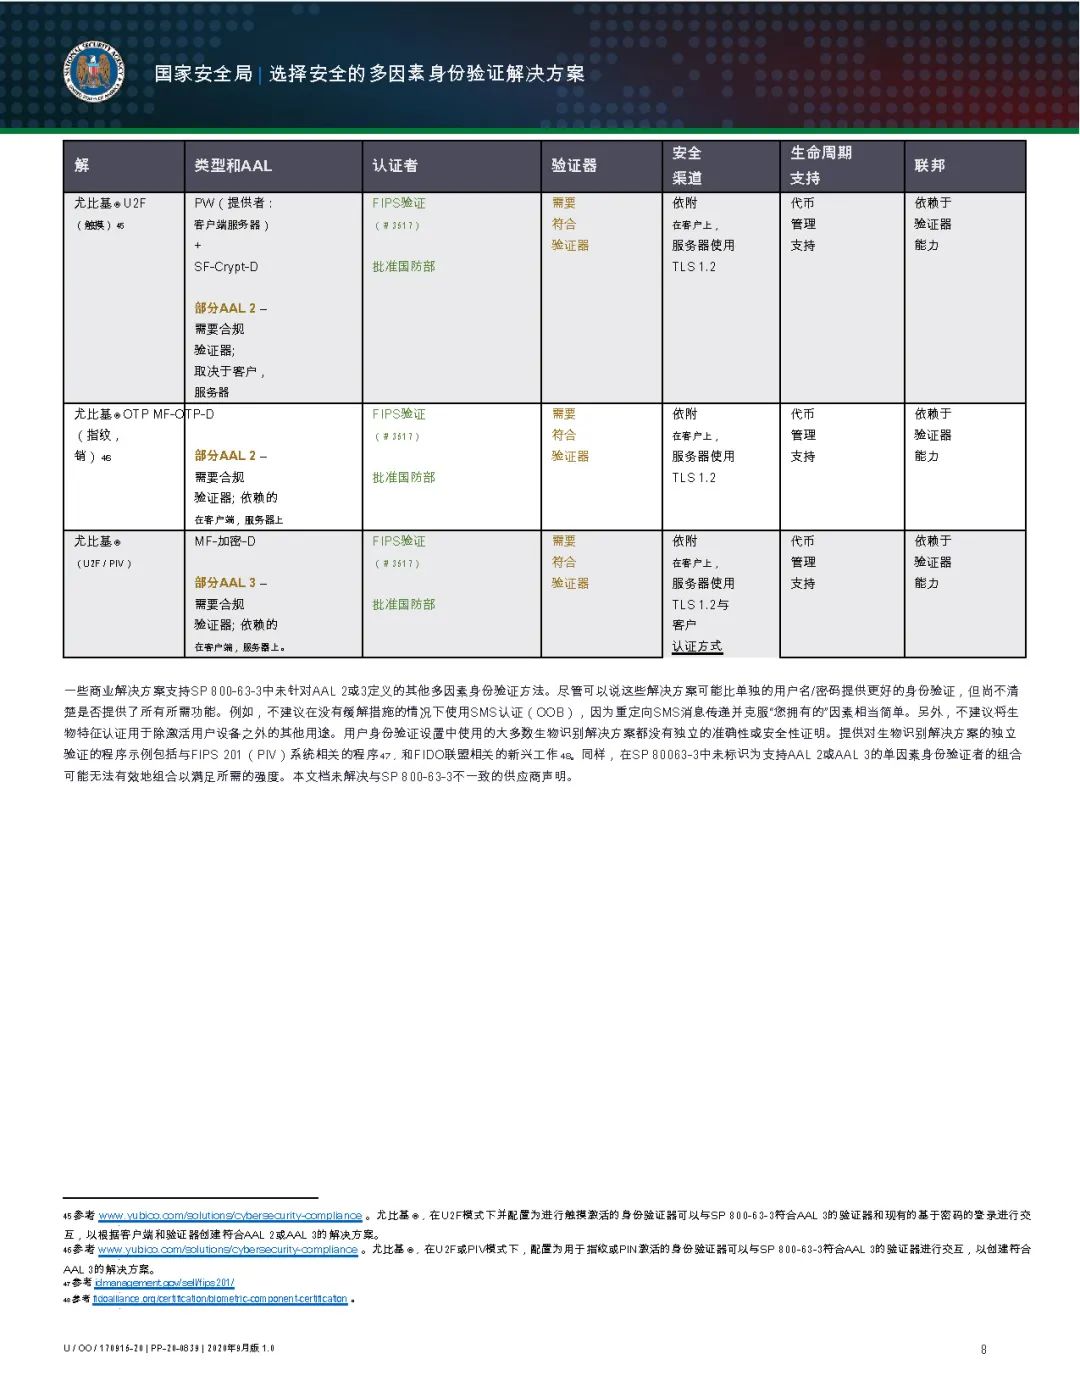 国家安全局 | 选择安全的多因素身份验证解决方案
解 类型和AAL 认证者 验证器 安全渠道 生命周期支持 联邦
尤比基®U2F
（触摸）45
PW（提供者：
客户端服务器）
+
SF-Crypt-D
部分AAL 2 –
需要合规
验证器;
取决于客户，
服务器
FIPS验证
（＃3517）
批准国防部
需要
符合
验证器
依附
在客户上，
服务器使用
TLS 1.2
代币
管理
支持
依赖于
验证器
能力
尤比基®OTP MF-OTP-D
（指纹，
销）46
部分AAL 2 –
需要合规
验证器; 依赖的
在客户端，服务器上
FIPS验证
（＃3517）
批准国防部
需要
符合
验证器
依附
在客户上，
服务器使用
TLS 1.2
代币
管理
支持
依赖于
验证器
能力
尤比基®
（U2F / PIV）
MF-加密-D
部分AAL 3 –
需要合规
验证器; 依赖的
在客户端，服务器上。
FIPS验证
（＃3517）
批准国防部
需要
符合
验证器
依附
在客户上，
服务器使用
TLS 1.2与
客户
认证方式
代币
管理
支持
依赖于
验证器
能力
一些商业解决方案支持SP 800-63-3中未针对AAL 2或3定义的其他多因素身份验证方法。尽管可以说这些解决方案可能比单独的用户名/密码提供更好的身份验证，但尚不清
楚是否提供了所有所需功能。例如，不建议在没有缓解措施的情况下使用SMS认证（OOB），因为重定向SMS消息传递并克服“您拥有的”因素相当简单。另外，不建议将生
物特征认证用于除激活用户设备之外的其他用途。用户身份验证设置中使用的大多数生物识别解决方案都没有独立的准确性或安全性证明。提供对生物识别解决方案的独立
验证的程序示例包括与FIPS 201（PIV）系统相关的程序47，和FIDO联盟相关的新兴工作48。同样，在SP 80063-3中未标识为支持AAL 2或AAL 3的单因素身份验证者的组合
可能无法有效地组合以满足所需的强度。本文档未解决与SP 800-63-3不一致的供应商声明。
45参考 www.yubico.com/solutions/cybersecurity-compliance 。尤比基®，在U2F模式下并配置为进行触摸激活的身份验证器可以与SP 800-63-3符合AAL 3的验证器和现有的基于密码的登录进行交
互，以根据客户端和验证器创建符合AAL 2或AAL 3的解决方案。
46参考 www.yubico.com/solutions/cybersecurity-compliance 。尤比基®，在U2F或PIV模式下，配置为用于指纹或PIN激活的身份验证器可以与SP 800-63-3符合AAL 3的验证器进行交互，以创建符合
AAL 3的解决方案。
47参考 idmanagement.gov/sell/fips201/
48参考 fidoalliance.org/certification/biometric-component-certification 。
U / OO / 170916-20 | PP-20-0839 | 2020年9月版 1.0
8